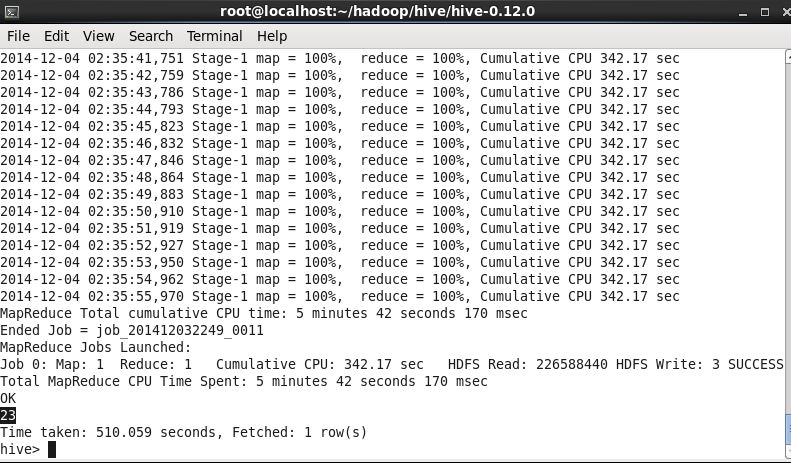 root@localhost:~/hadoop/hive/hive-0.12.0
File Edit View Search Terminal Help
2014-12-04 02:35:41,751 Stage-1 map = 100%,  reduce = 100%, Cumulative CPU 342.17 sec
2014-12-04 02:35:42,759 Stage-1 map = 100%,  reduce = 100%, Cumulative CPU 342.17 sec
2014-12-04 02:35:43,786 Stage-1 map = 100%,  reduce = 100%, Cumulative CPU 342.17 sec
2014-12-04 02:35:44,793 Stage-1 map = 100%,  reduce = 100%, Cumulative CPU 342.17 sec
2014-12-04 02:35:45,823 Stage-1 map = 100%,  reduce = 100%, Cumulative CPU 342.17 sec
2014-12-04 02:35:46,832 Stage-1 map = 100%,  reduce = 100%, Cumulative CPU 342.17 sec
2014-12-04 02:35:47,846 Stage-1 map = 100%,  reduce = 100%, Cumulative CPU 342.17 sec
2014-12-04 02:35:48,864 Stage-1 map = 100%,  reduce = 100%, Cumulative CPU 342.17 sec
2014-12-04 02:35:49,883 Stage-1 map = 100%,  reduce = 100%, Cumulative CPU 342.17 sec
2014-12-04 02:35:50,910 Stage-1 map = 100%,  reduce = 100%, Cumulative CPU 342.17 sec
2014-12-04 02:35:51,919 Stage-1 map = 100%,  reduce = 100%, Cumulative CPU 342.17 sec
2014-12-04 02:35:52,927 Stage-1 map = 100%,  reduce = 100%, Cumulative CPU 342.17 sec
2014-12-04 02:35:53,950 Stage-1 map = 100%,  reduce = 100%, Cumulative CPU 342.17 sec
2014-12-04 02:35:54,962 Stage-1 map = 100%,  reduce = 100%, Cumulative CPU 342.17 sec
2014-12-04 02:35:55,970 Stage-1 map = 100%,  reduce = 100%, Cumulative CPU 342.17 sec
MapReduce Total cumulative CPU time: 5 minutes 42 seconds 170 msec
Ended Job = job_201412032249_0011
MapReduce Jobs Launched:
Job 0: Map: 1  Reduce: 1   Cumulative CPU: 342.17 sec   HDFS Read: 226588440 HDFS Write: 3 SUCCESS
Total MapReduce CPU Time Spent: 5 minutes 42 seconds 170 msec
OK
23
Time taken: 510.059 seconds, Fetched: 1 row(s)
hive>